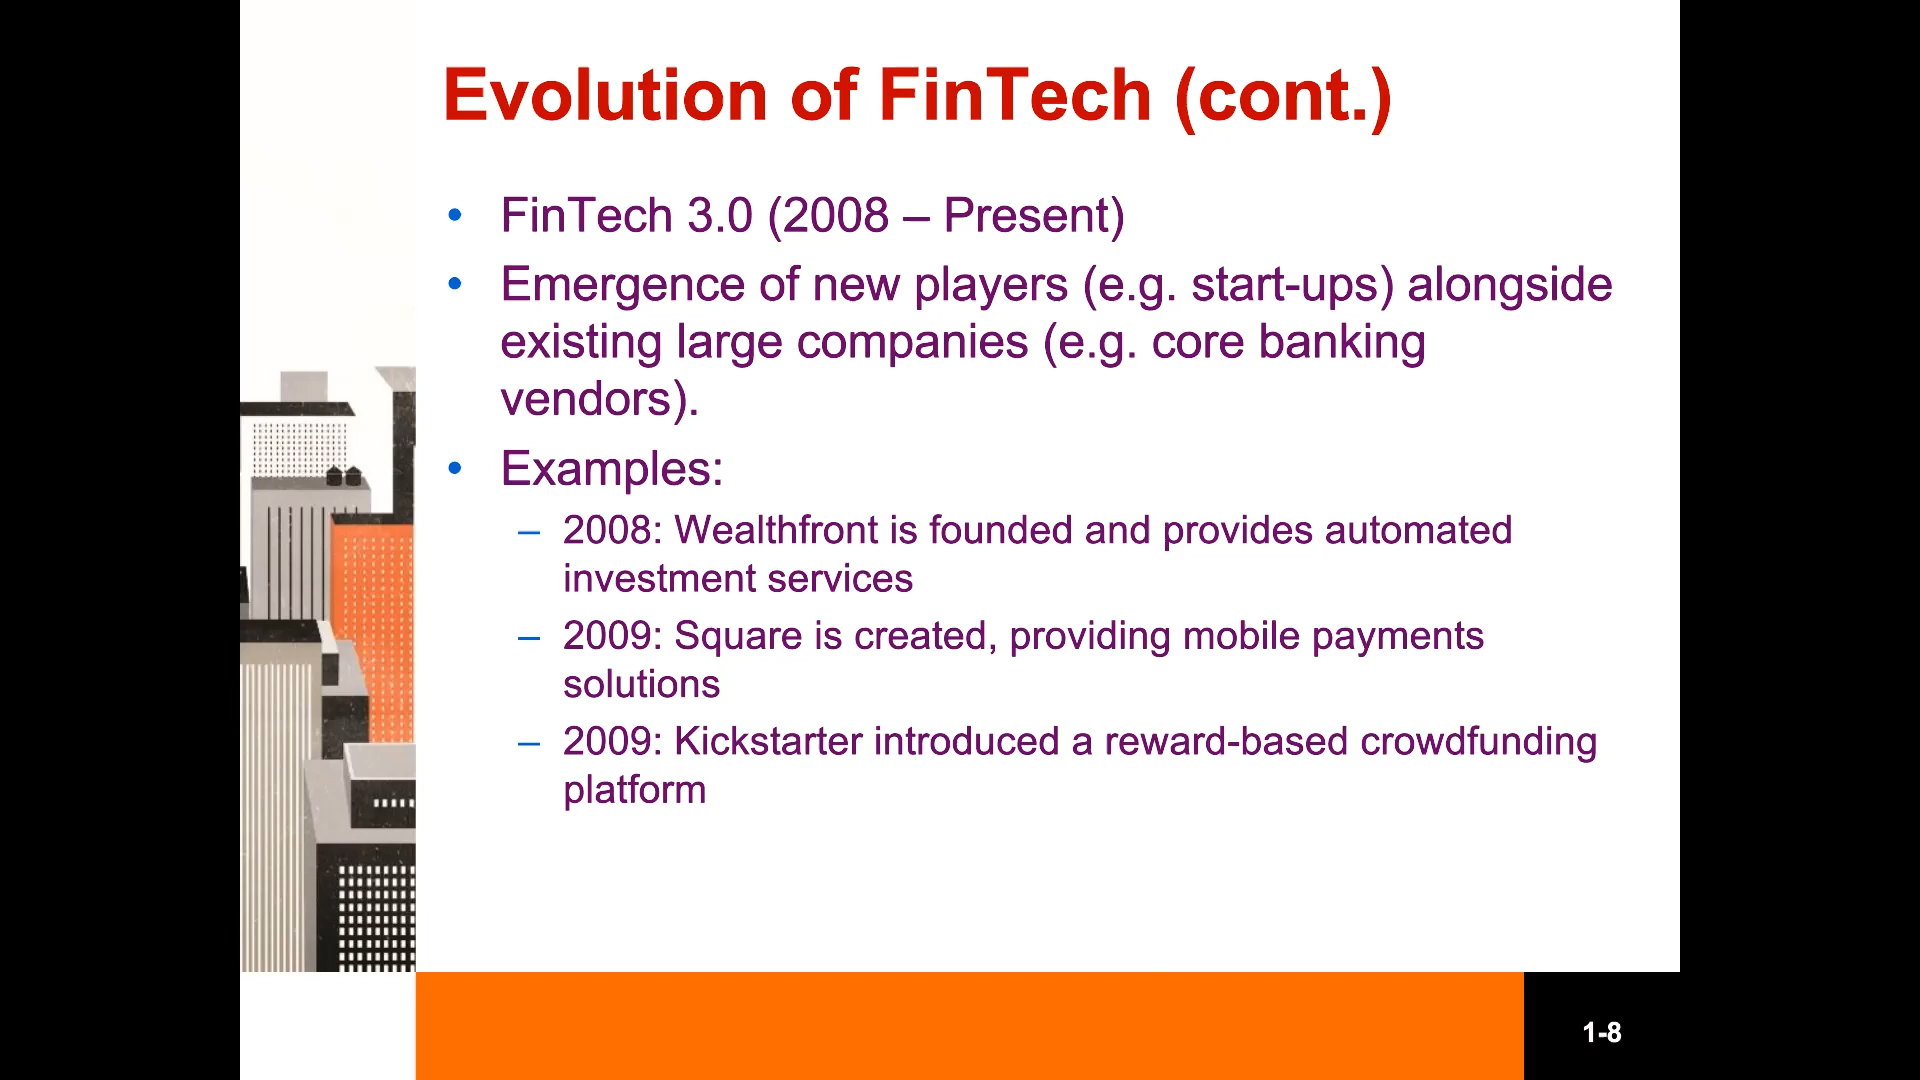 Evolution of FinTech (cont.)
• FinTech 3.0 (2008 – Present)
• Emergence of new players (e.g. start-ups) alongside
existing large companies (e.g. core banking
vendors).
• Examples:
– 2008: Wealthfront is founded and provides automated
investment services
– 2009: Square is created, providing mobile payments
solutions
– 2009: Kickstarter introduced a reward-based crowdfunding
platform
1-8